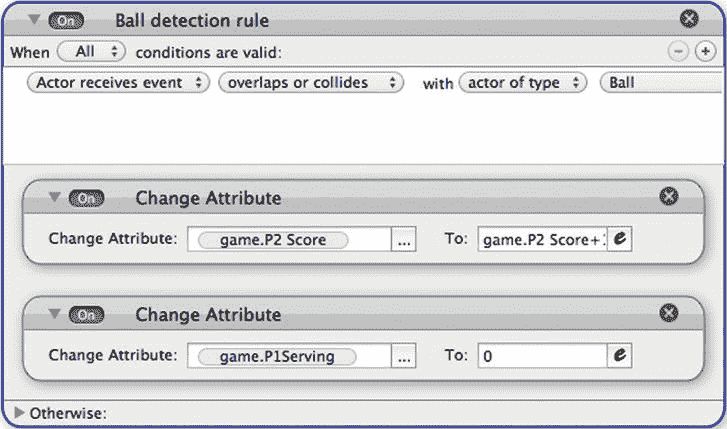 On Ball detection rule
When All conditions are valid:
Actor receives event overlaps or collides with actor of type Ball
On Change Attribute
Change Attribute: game.P2 Score ... To: game.P2 Score+ e
On Change Attribute
Change Attribute: game.P1Serving ... To: 0 e
Otherwise: